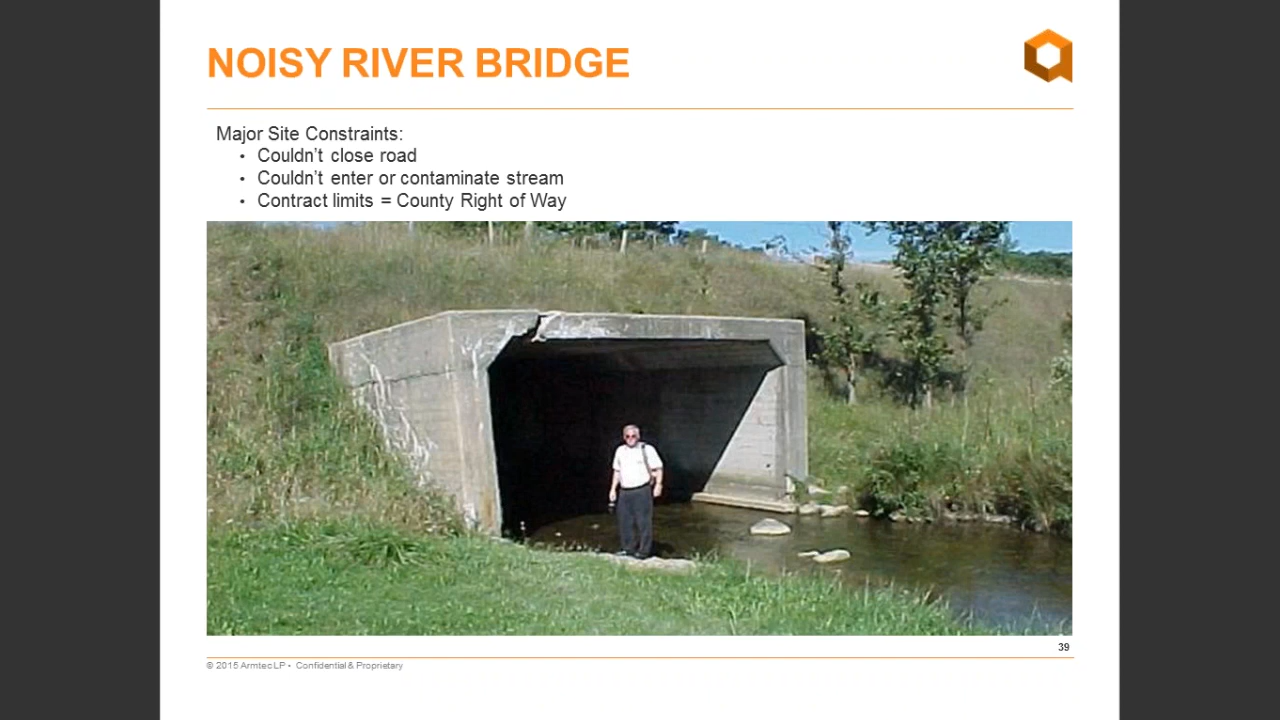 NOISY RIVER BRIDGE
Major Site Constraints:
• Couldn't close road
• Couldn't enter or contaminate stream
• Contract limits = County Right of Way
39
© 2015 Armtec LP • Confidential & Proprietary